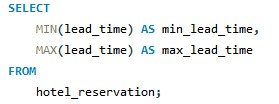 SELECT
MIN(lead_time) AS min_lead_time,
MAX(lead_time) AS max_lead_time
FROM
hotel_reservation;